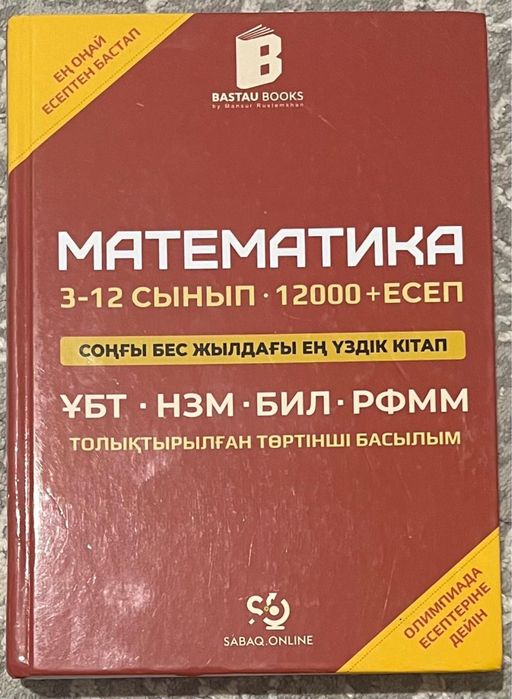 ЕҢ ОҢАЙ
ЕСЕПТЕН БАСТАП
BASTAU BOOKS
by Mansur Rustemkhan
МАТЕМАТИКА
3-12 СЫНЫП · 12000+ЕСЕП
СОҢҒЫ БЕС ЖЫЛДАҒЫ ЕҢ ҮЗДІК КІТАП
ҰБТ · НЗМ · БИЛ · РФММ
ТОЛЫҚТЫРЫЛҒАН ТӨРТІНШІ БАСЫЛЫМ
SABAQ.ONLINE
ОЛИМПИАДА
ЕСЕПТЕРІНЕ
ДЕЙІН